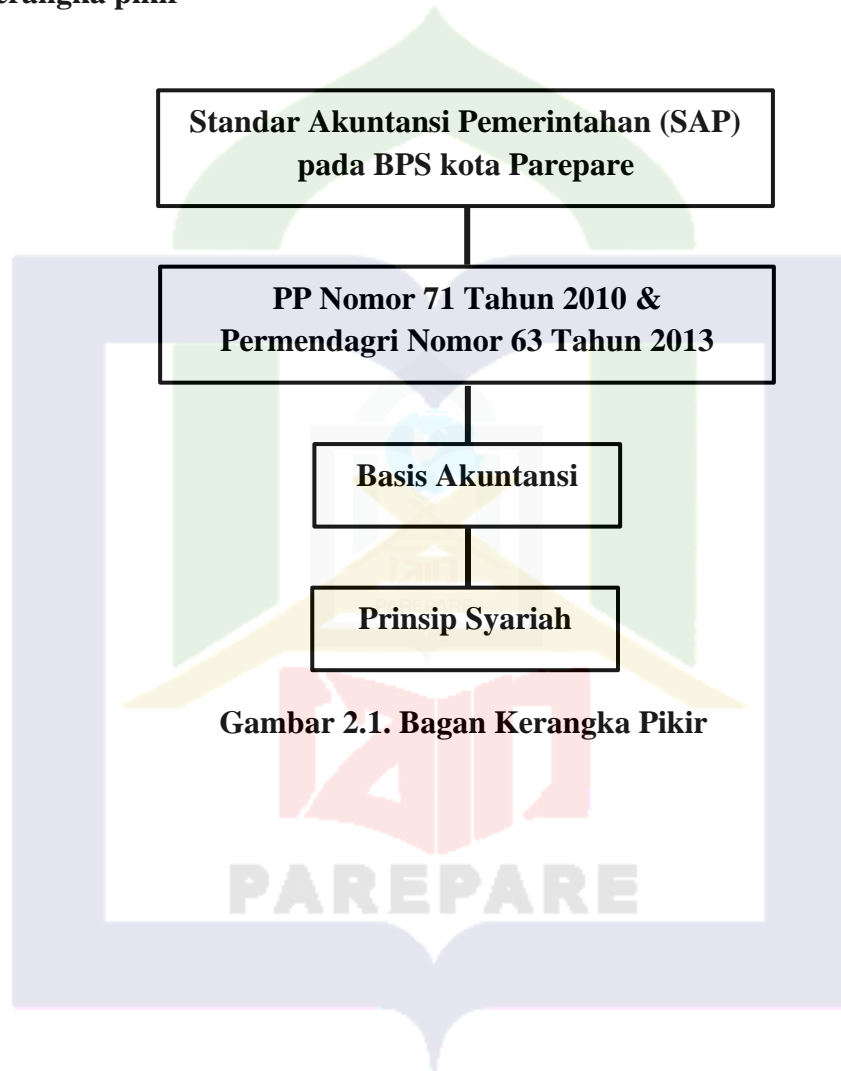 erangka pikir
Standar Akuntansi Pemerintahan (SAP)
pada BPS kota Parepare
PP Nomor 71 Tahun 2010 &
Permendagri Nomor 63 Tahun 2013
Basis Akuntansi
Prinsip Syariah
Gambar 2.1. Bagan Kerangka Pikir
PAREPARE